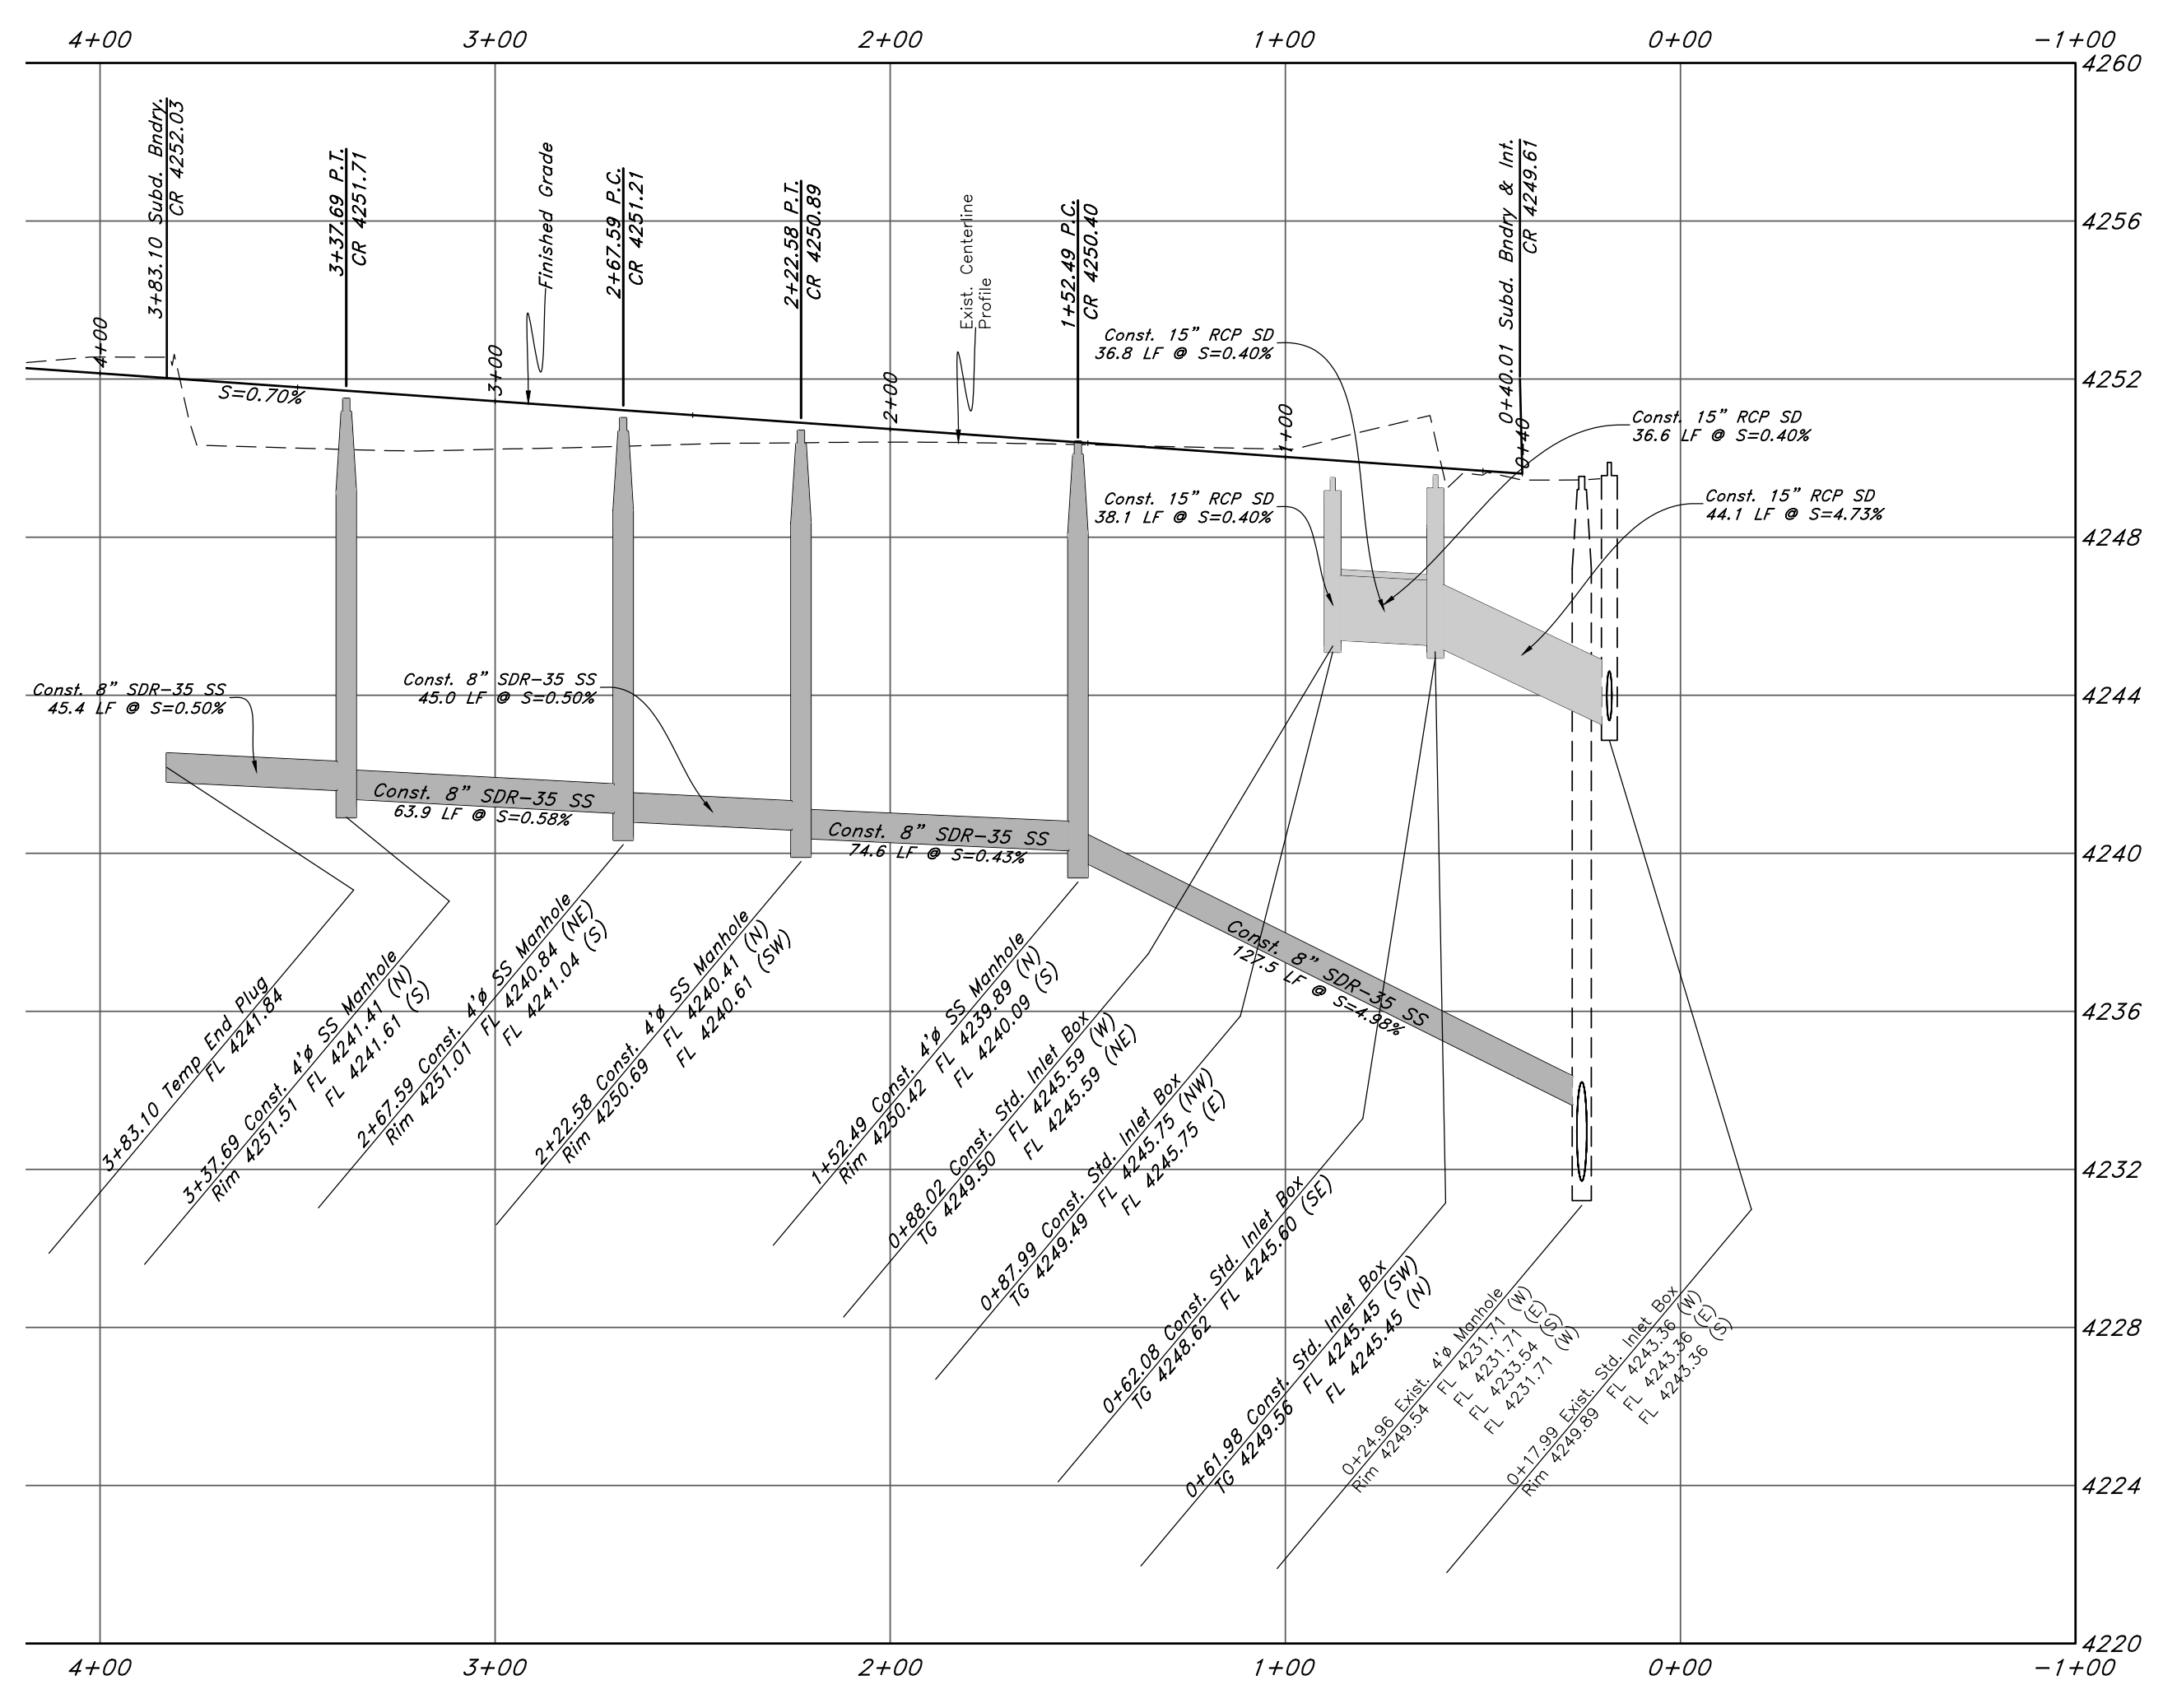 4+00
3+00
2+00
1+00
0+00
-1+00
4260
4256
4252
4248
4244
4240
4236
4232
4228
4224
4220
3+83.10 Subd. Bndry.
CR 4252.03
3+37.69 P.T.
CR 4251.71
Finished Grade
2+67.59 P.C.
CR 4251.21
2+22.58 P.T.
CR 4250.89
Exist. Centerline
Profile
1+52.49 P.C.
CR 4250.40
0+40.01 Subd. Bndry & Int.
CR 4249.61
4+00
3+00
2+00
1+00
0+40
S=0.70%
Const. 15” RCP SD
36.8 LF @ S=0.40%
Const. 15” RCP SD
36.6 LF @ S=0.40%
Const. 15” RCP SD
38.1 LF @ S=0.40%
Const. 15” RCP SD
44.1 LF @ S=4.73%
Const. 8” SDR-35 SS
45.4 LF @ S=0.50%
Const. 8” SDR-35 SS
45.0 LF @ S=0.50%
Const. 8” SDR-35 SS
63.9 LF @ S=0.58%
Const. 8” SDR-35 SS
74.6 LF @ S=0.43%
Const. 8” SDR-35 SS
127.5 LF @ S=4.98%
3+83.10 Temp End Plug
FL 4241.84
3+37.69 Const. 4'ø SS Manhole
Rim 4251.51 FL 4241.41 (N)
FL 4241.61 (S)
2+67.59 Const. 4'ø SS Manhole
Rim 4251.01 FL 4240.84 (NE)
FL 4241.04 (S)
2+22.58 Const. 4'ø SS Manhole
Rim 4250.69 FL 4240.41 (N)
FL 4240.61 (SW)
1+52.49 Const. 4'ø SS Manhole
Rim 4250.42 FL 4239.89 (N)
FL 4240.09 (S)
0+88.02 Const. Std. Inlet Box
TG 4249.50 FL 4245.59 (W)
FL 4245.59 (NE)
0+87.99 Const. Std. Inlet Box
TG 4249.49 FL 4245.75 (NW)
FL 4245.75 (E)
0+62.08 Const. Std. Inlet Box
TG 4248.62 FL 4245.60 (SE)
0+61.98 Const. Std. Inlet Box
TG 4249.56 FL 4245.45 (SW)
FL 4245.45 (N)
0+24.96 Exist. 4'ø Manhole
Rim 4249.54 FL 4231.71 (W)
FL 4231.71 (E)
FL 4233.54 (S)
FL 4231.71 (W)
0+17.99 Exist. Std. Inlet Box
Rim 4249.89 FL 4243.36 (W)
FL 4243.36 (E)
FL 4243.36 (S)
4+00
3+00
2+00
1+00
0+00
-1+00